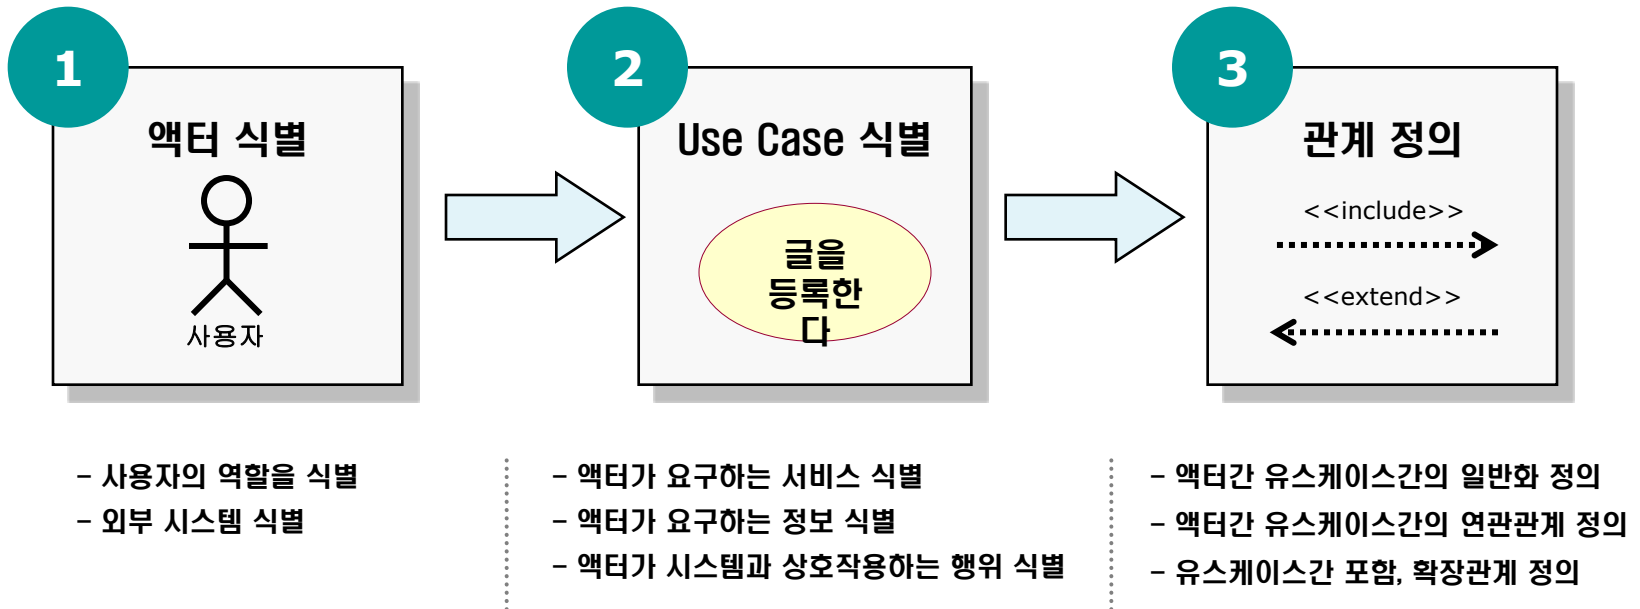 1
액터 식별
사용자
- 사용자의 역할을 식별
- 외부 시스템 식별
2
Use Case 식별
글을
등록한
다
- 액터가 요구하는 서비스 식별
- 액터가 요구하는 정보 식별
- 액터가 시스템과 상호작용하는 행위 식별
3
관계 정의
<<include>>
<<extend>>
- 액터간 유스케이스간의 일반화 정의
- 액터간 유스케이스간의 연관관계 정의
- 유스케이스간 포함, 확장관계 정의